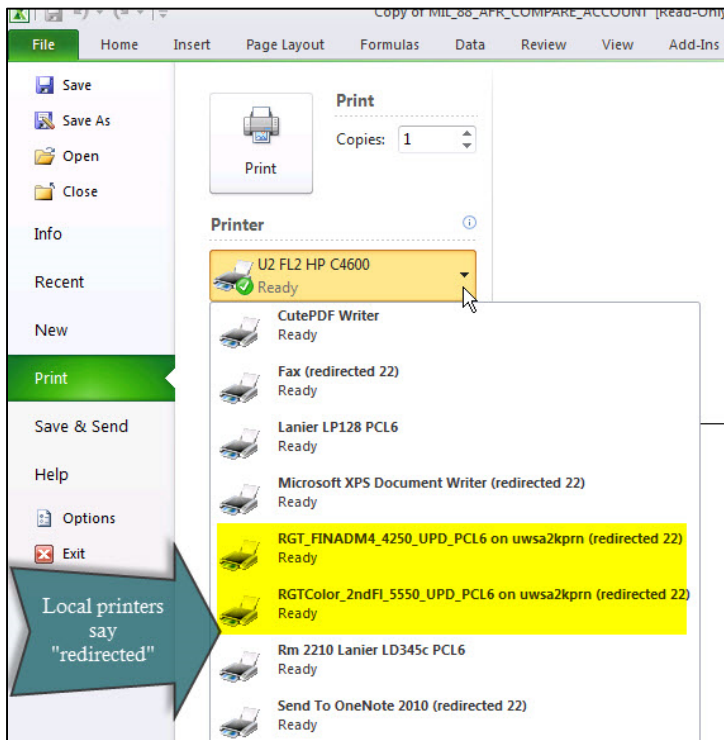 Copy of MIL_88_AFR_COMPARE_ACCOUNT [Read-Only
File Home Insert Page Layout Formulas Data Review View Add-Ins
Save
Save As
Open
Close
Info
Recent
New
Print
Save & Send
Help
Options
Exit
Print
Print
Copies: 1
Printer
U2 FL2 HP C4600
Ready
CutePDF Writer
Ready
Fax (redirected 22)
Ready
Lanier LP128 PCL6
Ready
Microsoft XPS Document Writer (redirected 22)
Ready
RGT_FINADM4_4250_UPD_PCL6 on uwsa2kprn (redirected 22)
Ready
RGTColor_2ndFl_5550_UPD_PCL6 on uwsa2kprn (redirected 22)
Ready
Rm 2210 Lanier LD345c PCL6
Ready
Send To OneNote 2010 (redirected 22)
Ready
Local printers
say
"redirected"